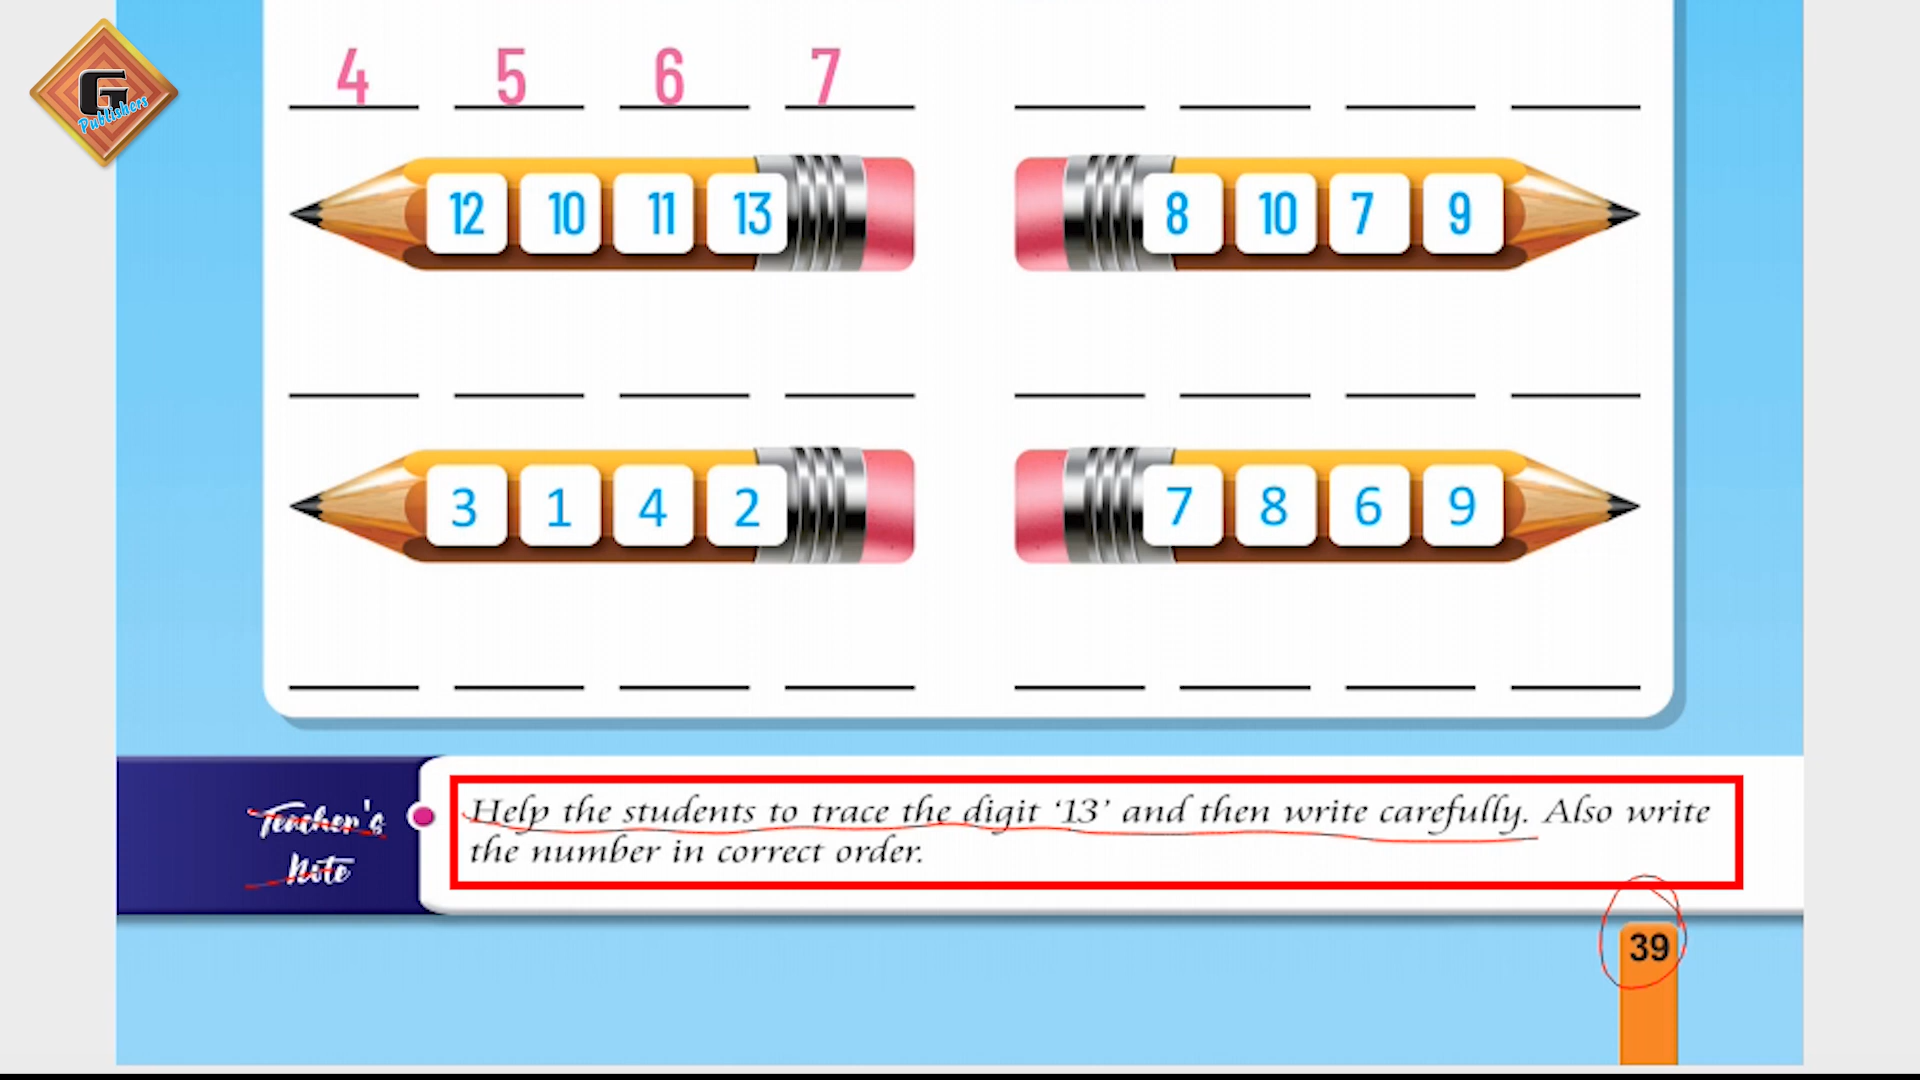 G
Publishers
4 5 6 7
12 10 11 13
8 10 7 9
3 1 4 2
7 8 6 9
Teacher's
Note
Help the students to trace the digit '13' and then write carefully. Also write
the number in correct order.
39